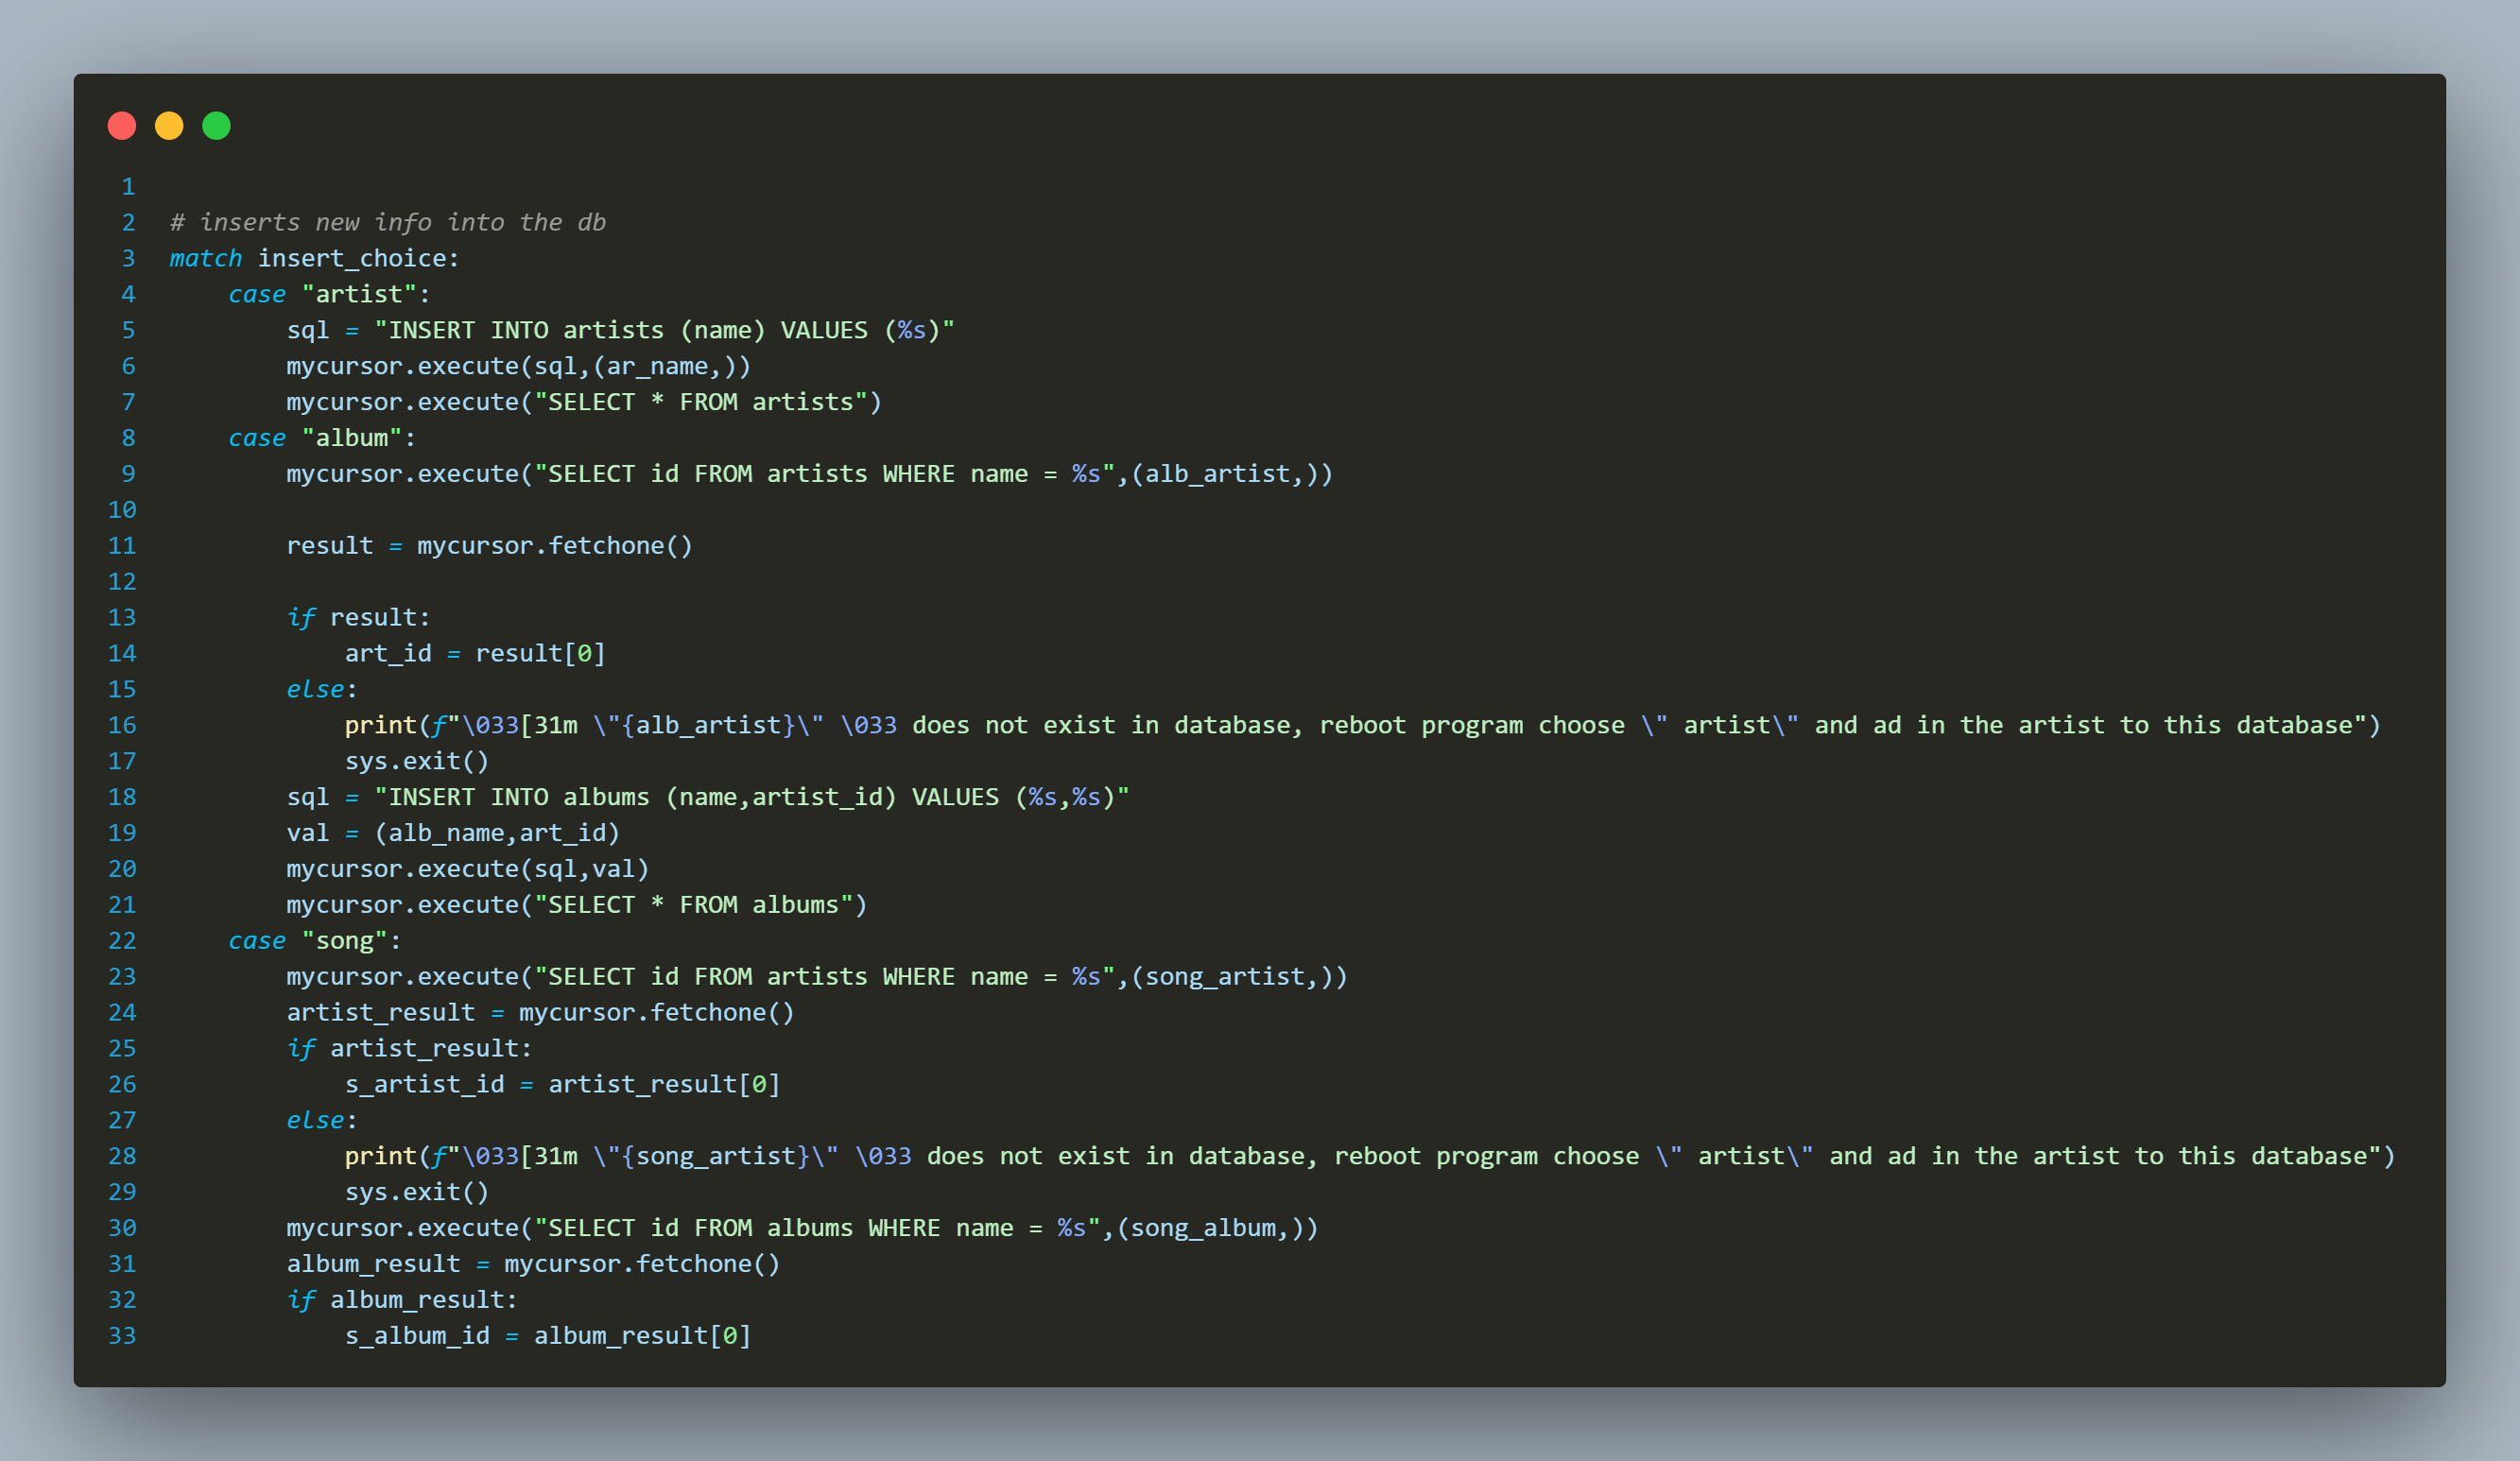 1
2 # inserts new info into the db
3 match insert_choice:
4     case "artist":
5         sql = "INSERT INTO artists (name) VALUES (%s)"
6         mycursor.execute(sql,(ar_name,))
7         mycursor.execute("SELECT * FROM artists")
8     case "album":
9         mycursor.execute("SELECT id FROM artists WHERE name = %s",(alb_artist,))
10
11         result = mycursor.fetchone()
12
13         if result:
14             art_id = result[0]
15         else:
16             print(f"\033[31m \"{alb_artist}\" \033 does not exist in database, reboot program choose \" artist\" and ad in the artist to this database")
17             sys.exit()
18         sql = "INSERT INTO albums (name,artist_id) VALUES (%s,%s)"
19         val = (alb_name,art_id)
20         mycursor.execute(sql,val)
21         mycursor.execute("SELECT * FROM albums")
22     case "song":
23         mycursor.execute("SELECT id FROM artists WHERE name = %s",(song_artist,))
24         artist_result = mycursor.fetchone()
25         if artist_result:
26             s_artist_id = artist_result[0]
27         else:
28             print(f"\033[31m \"{song_artist}\" \033 does not exist in database, reboot program choose \" artist\" and ad in the artist to this database")
29             sys.exit()
30         mycursor.execute("SELECT id FROM albums WHERE name = %s",(song_album,))
31         album_result = mycursor.fetchone()
32         if album_result:
33             s_album_id = album_result[0]